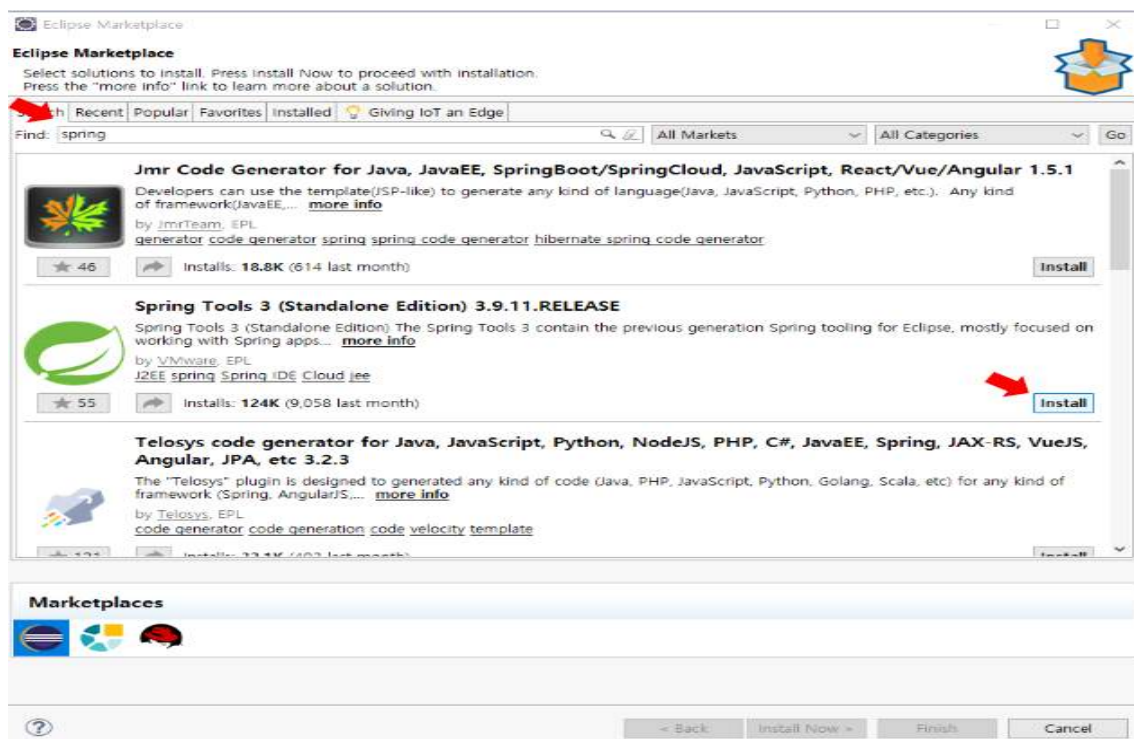 Eclipse Marketplace
Eclipse Marketplace
Select solutions to install. Press Install Now to proceed with installation.
Press the "more info" link to learn more about a solution.
Recent Popular Favorites Installed Giving IoT an Edge
Find: spring All Markets All Categories Go
Jmr Code Generator for Java, JavaEE, SpringBoot/SpringCloud, JavaScript, React/Vue/Angular 1.5.1
Developers can use the template(JSP-like) to generate any kind of language(Java, JavaScript, Python, PHP, etc.). Any kind
of framework(JavaEE,... more info
by JmrTeam, EPL
generator code generator spring spring code generator hibernate spring code generator
46 Installs: 18.8K (614 last month) Install
Spring Tools 3 (Standalone Edition) 3.9.11.RELEASE
Spring Tools 3 (Standalone Edition) The Spring Tools 3 contain the previous generation Spring tooling for Eclipse, mostly focused on
working with Spring apps... more info
by VMware, EPL
J2EE spring Spring IDE Cloud jee
55 Installs: 124K (9,058 last month) Install
Telosys code generator for Java, JavaScript, Python, NodeJS, PHP, C#, JavaEE, Spring, JAX-RS, VueJS,
Angular, JPA, etc 3.2.3
The "Telosys" plugin is designed to generated any kind of code (Java, PHP, JavaScript, Python, Golang, Scala, etc) for any kind of
framework (Spring, AngularJS,... more info
by Telosys, EPL
code generator code generation code velocity template
Marketplaces
< Back Install Now > Finish Cancel